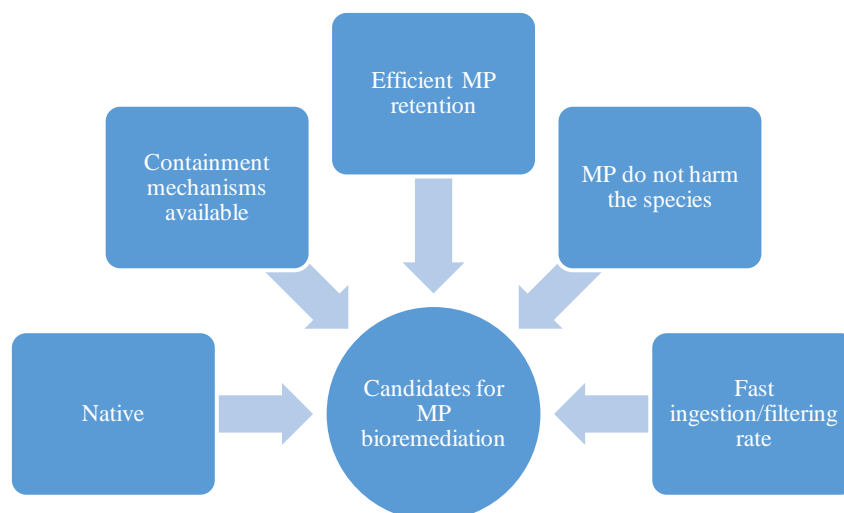 Efficient MP
retention
Containment
mechanisms
available
MP do not harm
the species
Native
Candidates for
MP
bioremediation
Fast
ingestion/filtering
rate